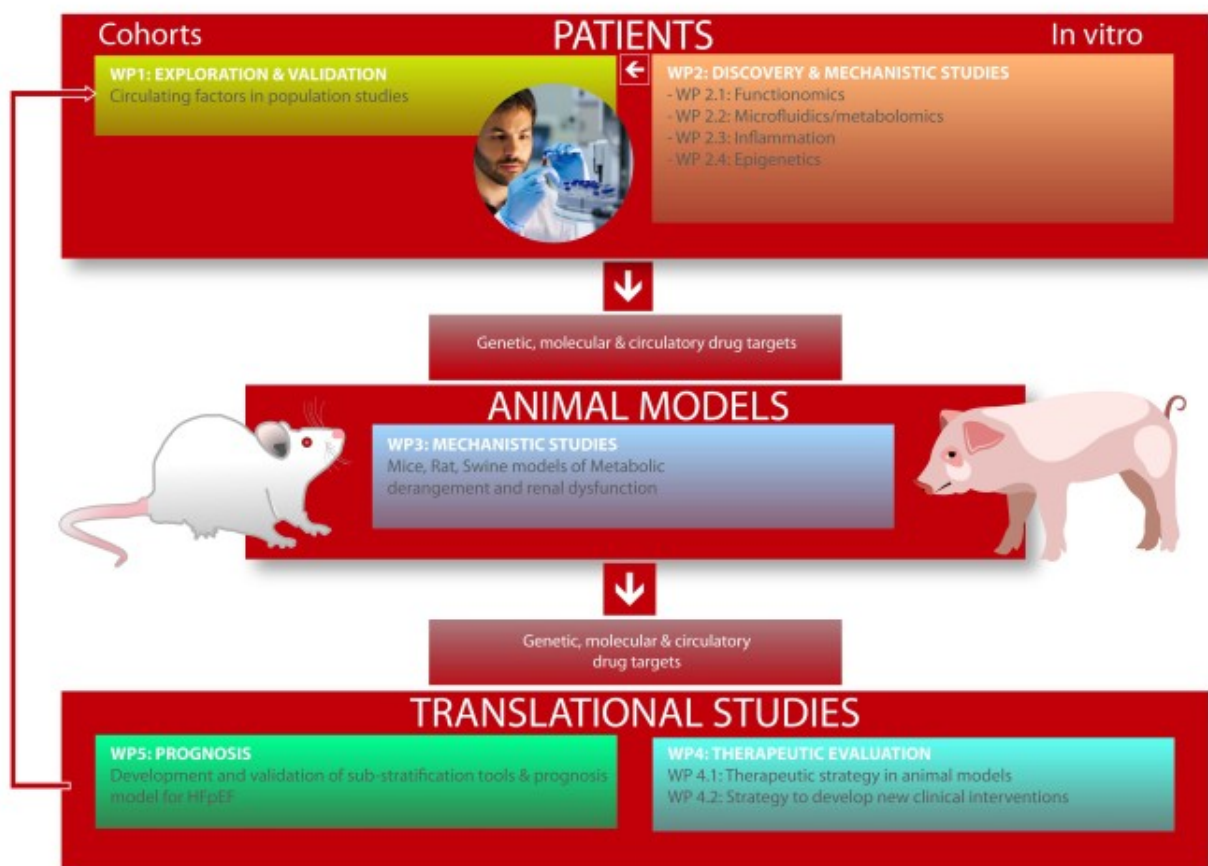 Cohorts
PATIENTS
In vitro
WP1: EXPLORATION & VALIDATION
Circulating factors in population studies
WP2: DISCOVERY & MECHANISTIC STUDIES
- WP 2.1: Functionomics
- WP 2.2: Microfluidics/metabolomics
- WP 2.3: Inflammation
- WP 2.4: Epigenetics
Genetic, molecular & circulatory drug targets
ANIMAL MODELS
WP3: MECHANISTIC STUDIES
Mice, Rat, Swine models of Metabolic
derangement and renal dysfunction
Genetic, molecular & circulatory
drug targets
TRANSLATIONAL STUDIES
WP5: PROGNOSIS
Development and validation of sub-stratification tools & prognosis
model for HFpEF
WP4: THERAPEUTIC EVALUATION
WP 4.1: Therapeutic strategy in animal models
WP 4.2: Strategy to develop new clinical interventions